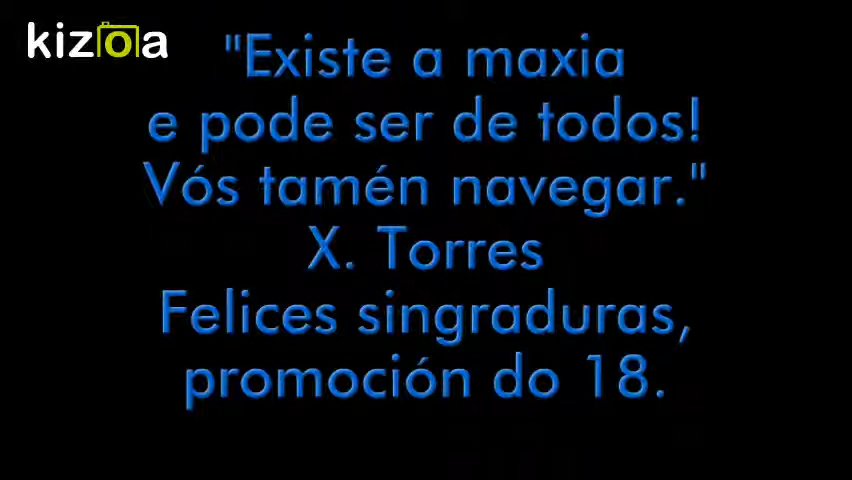 kizoa
"Existe a maxia
e pode ser de todos!
Vós tamén navegar."
X. Torres
Felices singraduras,
promoción do 18.